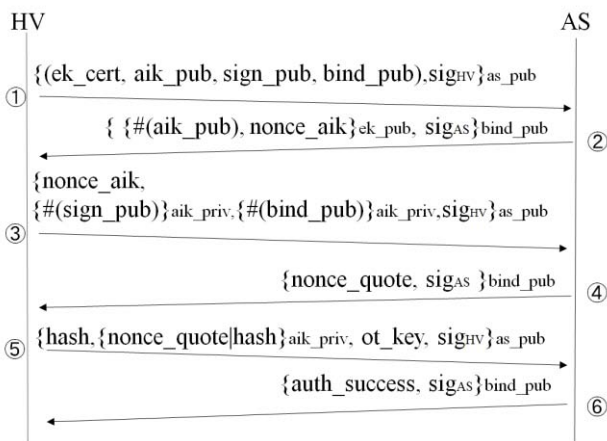 HV AS
{(ek_cert, aik_pub, sign_pub, bind_pub),sigHV}as_pub
①
{ {#(aik_pub), nonce_aik}ek_pub, sigAS}bind_pub
②
{nonce_aik,
{#(sign_pub)}aik_priv,{#(bind_pub)}aik_priv,sigHV}as_pub
③
{nonce_quote, sigAS }bind_pub
④
{hash,{nonce_quote|hash}aik_priv, ot_key, sigHV}as_pub
⑤
{auth_success, sigAS}bind_pub
⑥